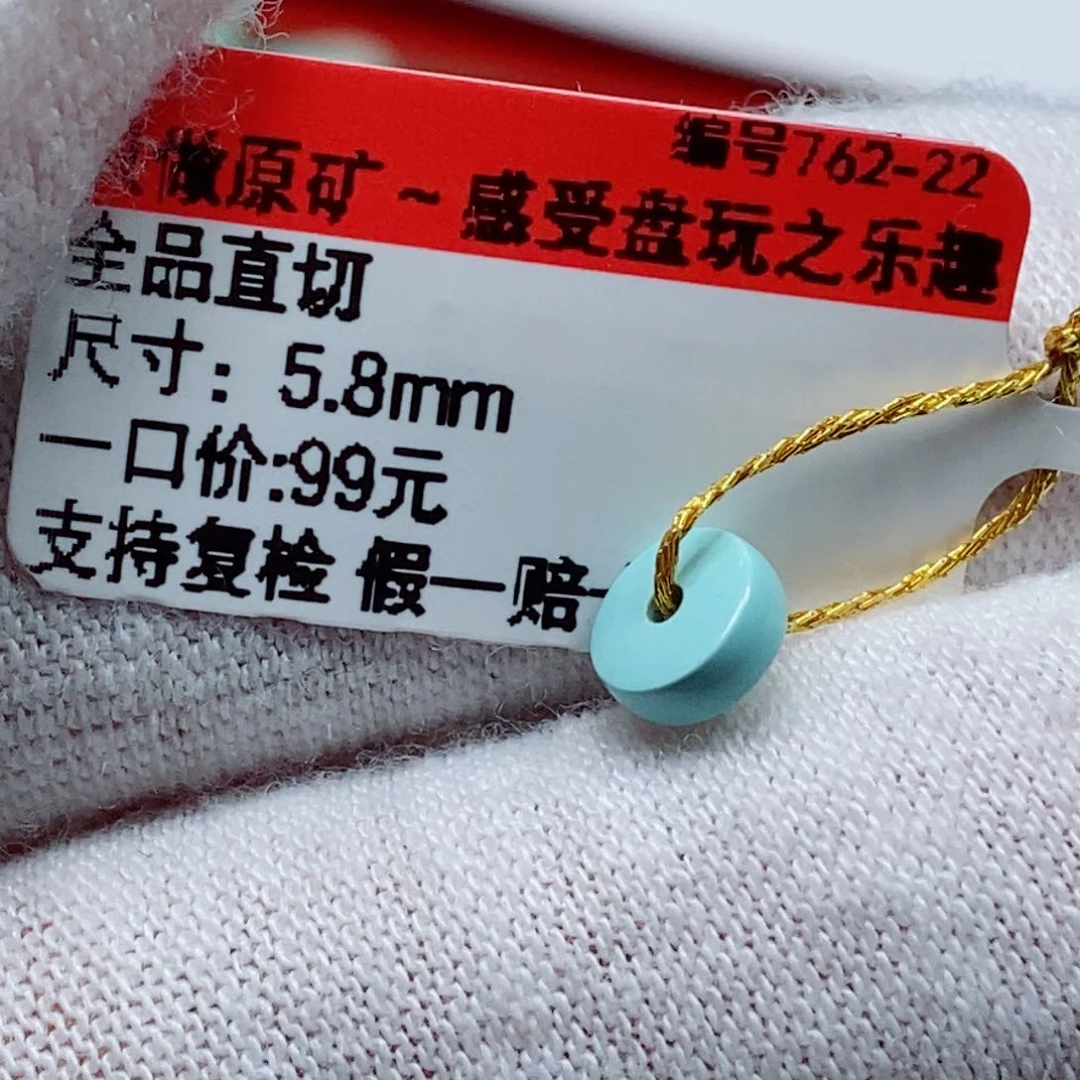 编号762-22
做原矿～感受盘玩之乐趣
全品直切
尺寸：5.8mm
一口价:99元
支持复检 假一赔